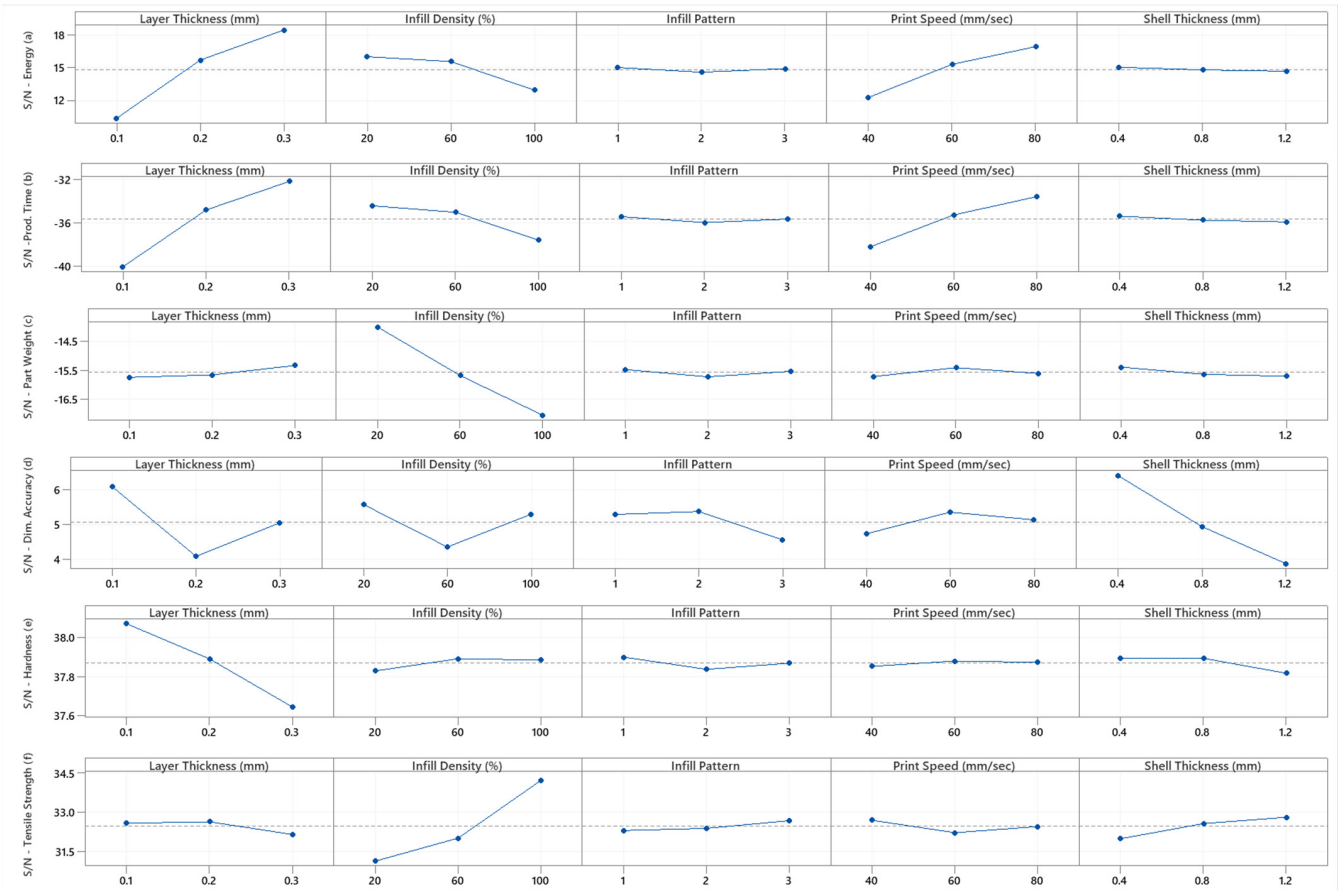 Layer Thickness (mm) Infill Density (%) Infill Pattern Print Speed (mm/sec) Shell Thickness (mm)
S/N - Energy (a)
18
15
12
0.1 0.2 0.3 20 60 100 1 2 3 40 60 80 0.4 0.8 1.2
Layer Thickness (mm) Infill Density (%) Infill Pattern Print Speed (mm/sec) Shell Thickness (mm)
S/N -Prod. Time (b)
-32
-36
-40
0.1 0.2 0.3 20 60 100 1 2 3 40 60 80 0.4 0.8 1.2
Layer Thickness (mm) Infill Density (%) Infill Pattern Print Speed (mm/sec) Shell Thickness (mm)
S/N - Part Weight (c)
-14.5
-15.5
-16.5
0.1 0.2 0.3 20 60 100 1 2 3 40 60 80 0.4 0.8 1.2
Layer Thickness (mm) Infill Density (%) Infill Pattern Print Speed (mm/sec) Shell Thickness (mm)
S/N - Dim. Accuracy (d)
6
5
4
0.1 0.2 0.3 20 60 100 1 2 3 40 60 80 0.4 0.8 1.2
Layer Thickness (mm) Infill Density (%) Infill Pattern Print Speed (mm/sec) Shell Thickness (mm)
S/N - Hardness (e)
38.0
37.8
37.6
0.1 0.2 0.3 20 60 100 1 2 3 40 60 80 0.4 0.8 1.2
Layer Thickness (mm) Infill Density (%) Infill Pattern Print Speed (mm/sec) Shell Thickness (mm)
S/N - Tensile Strength (f)
34.5
33.0
31.5
0.1 0.2 0.3 20 60 100 1 2 3 40 60 80 0.4 0.8 1.2